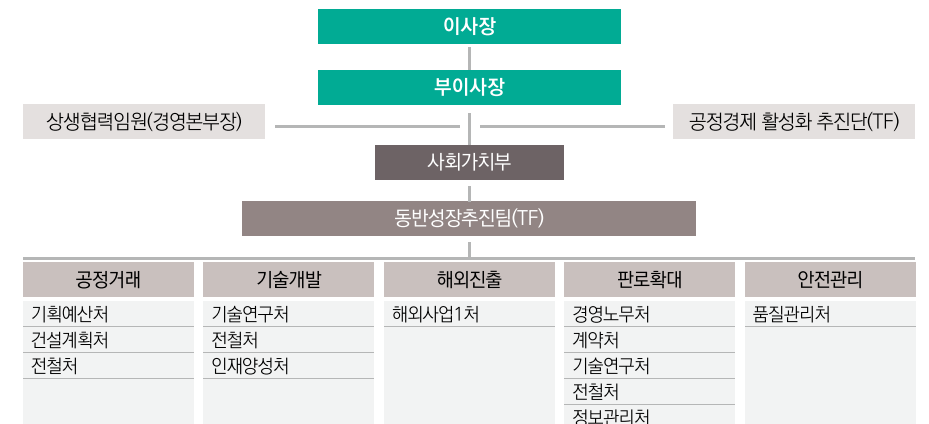 이사장
부이사장
상생협력임원(경영본부장)
공정경제 활성화 추진단(TF)
사회가치부
동반성장추진팀(TF)
공정거래
기획예산처
건설계획처
전철처
기술개발
기술연구처
전철처
인재양성처
해외진출
해외사업1처
판로확대
경영노무처
계약처
기술연구처
전철처
정보관리처
안전관리
품질관리처